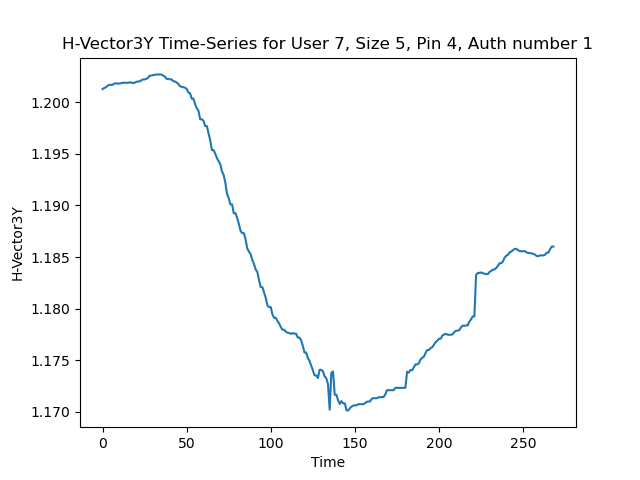 H-Vector3Y Time-Series for User 7, Size 5, Pin 4, Auth number 1
1.200
1.195
1.190
1.185
1.180
1.175
1.170
H-Vector3Y
0 50 100 150 200 250
Time